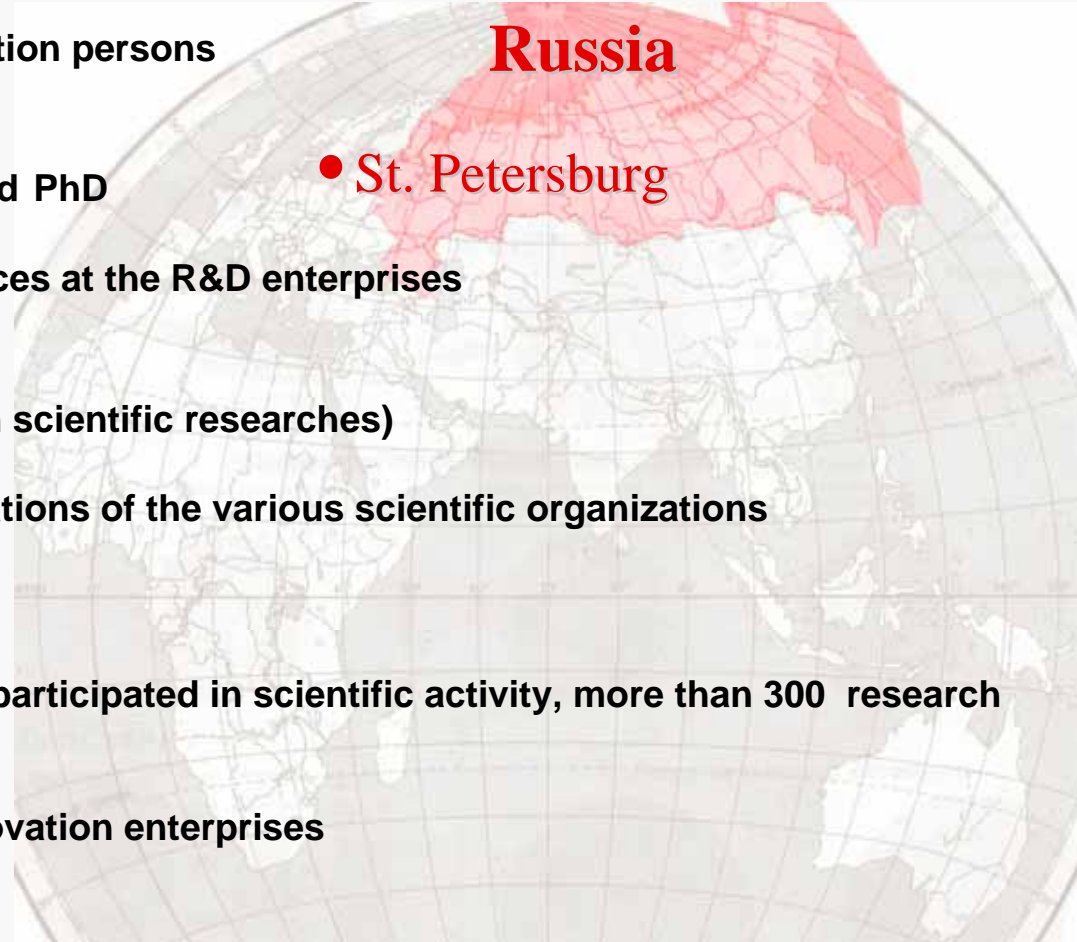 tion persons
Russia
d PhD
• St. Petersburg
ces at the R&D enterprises
scientific researches)
tions of the various scientific organizations
participated in scientific activity, more than 300 research
ovation enterprises